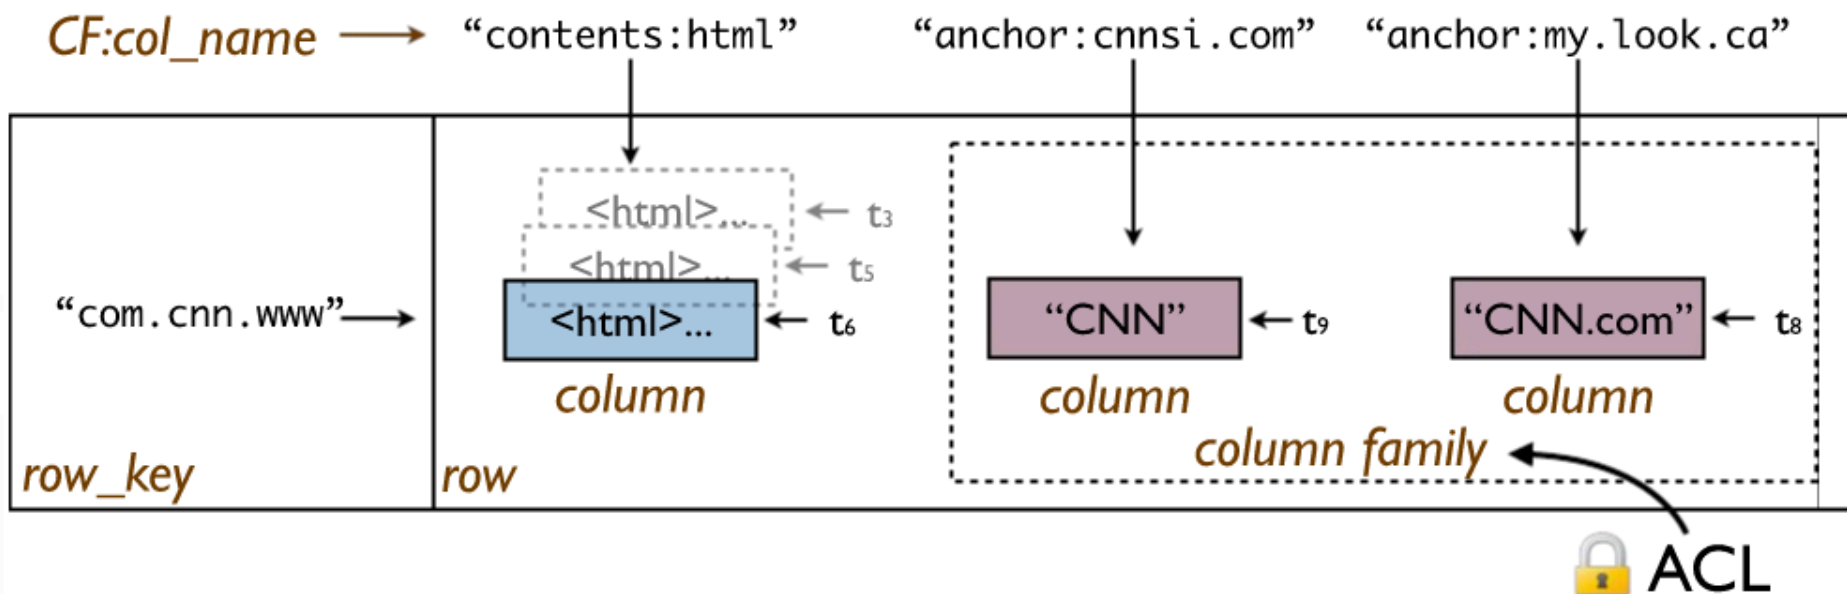 CF:col_name “contents:html” “anchor:cnnsi.com” “anchor:my.look.ca”
<html>... t3
<html>... t5
“com.cnn.www” <html>... t6 “CNN” t9 “CNN.com” t8
column column column
column family
row_key row
ACL